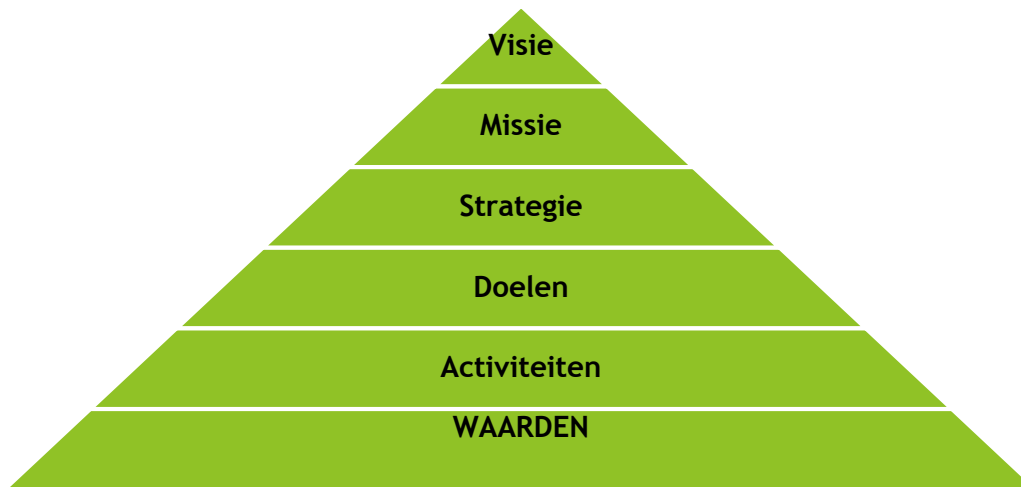 Visie
Missie
Strategie
Doelen
Activiteiten
WAARDEN